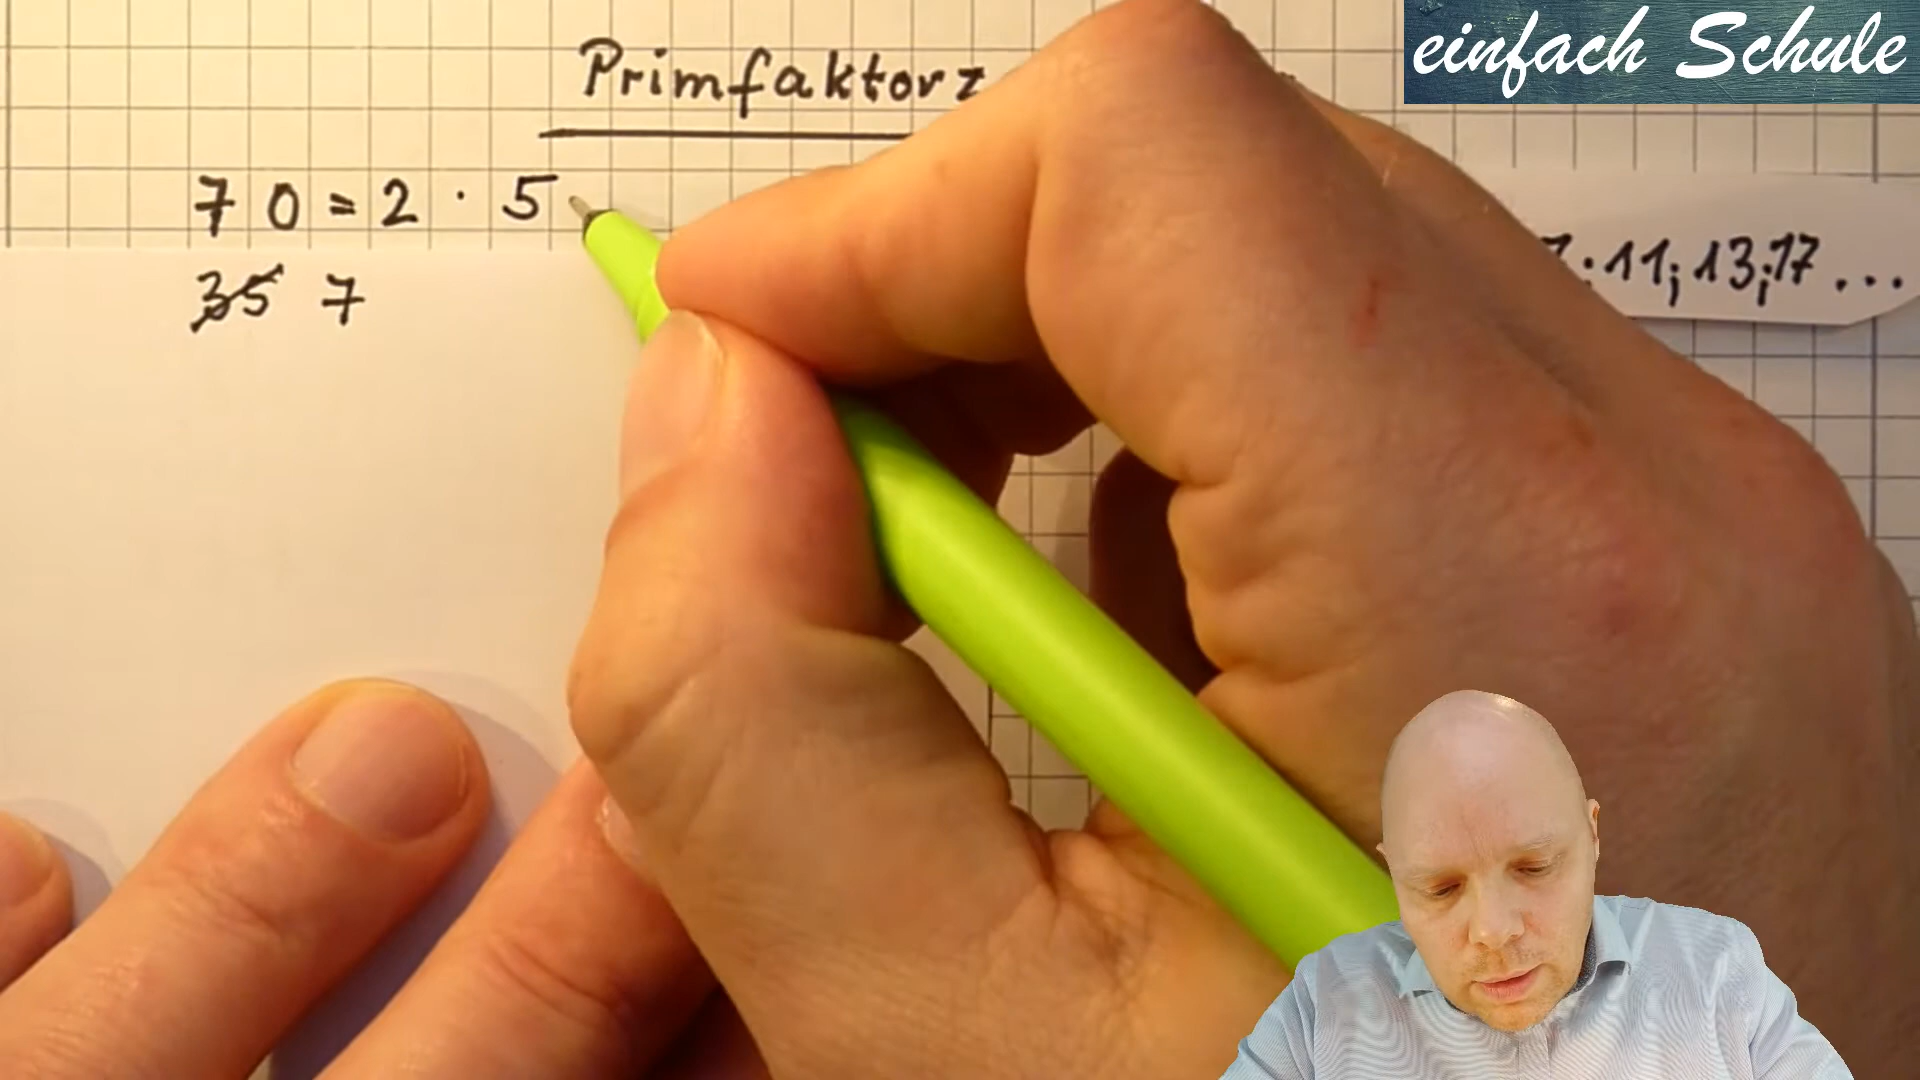 einfach Schule
Primfaktorz
70 = 2 · 5
; 11; 13; 17 ...
35 7